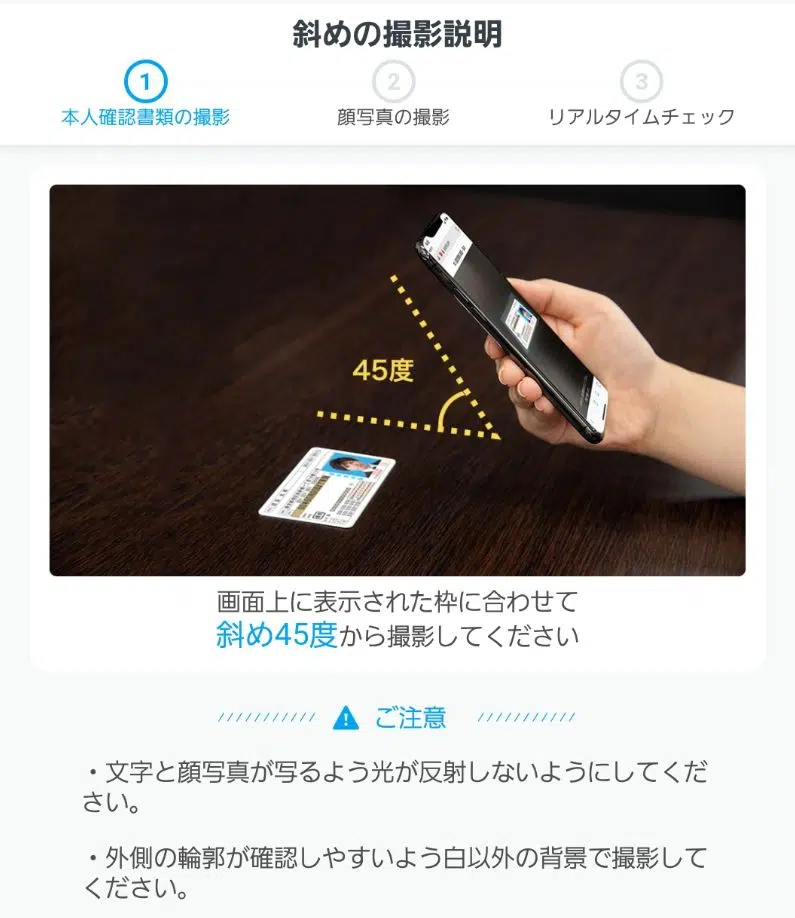 斜めの撮影説明
1
2
3
本人確認書類の撮影
顔写真の撮影
リアルタイムチェック
45度
画面上に表示された枠に合わせて
斜め45度から撮影してください
ご注意
・文字と顔写真が写るよう光が反射しないようにしてくだ
さい。
・外側の輪郭が確認しやすいよう白以外の背景で撮影して
ください。